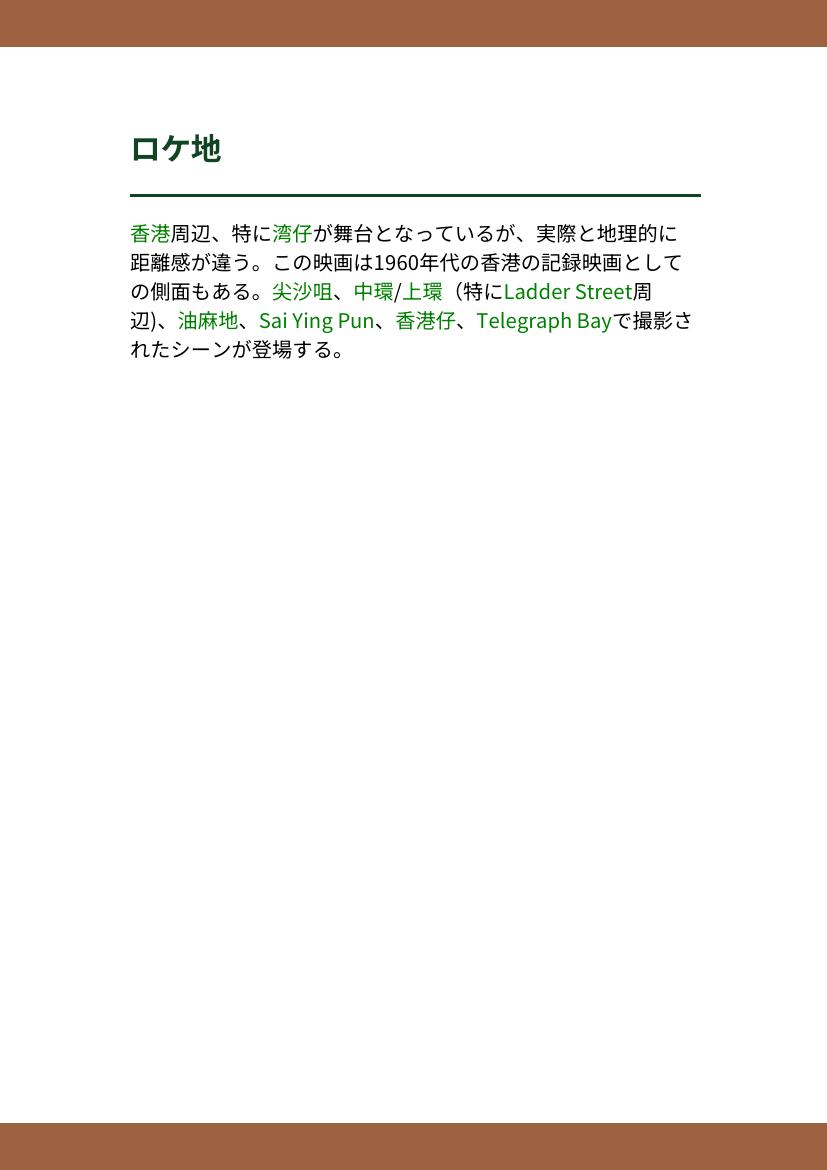 ロケ地
香港周辺、特に湾仔が舞台となっているが、実際と地理的に
距離感が違う。この映画は1960年代の香港の記録映画として
の側面もある。尖沙咀、中環/上環（特にLadder Street周
辺)、油麻地、Sai Ying Pun、香港仔、Telegraph Bayで撮影さ
れたシーンが登場する。